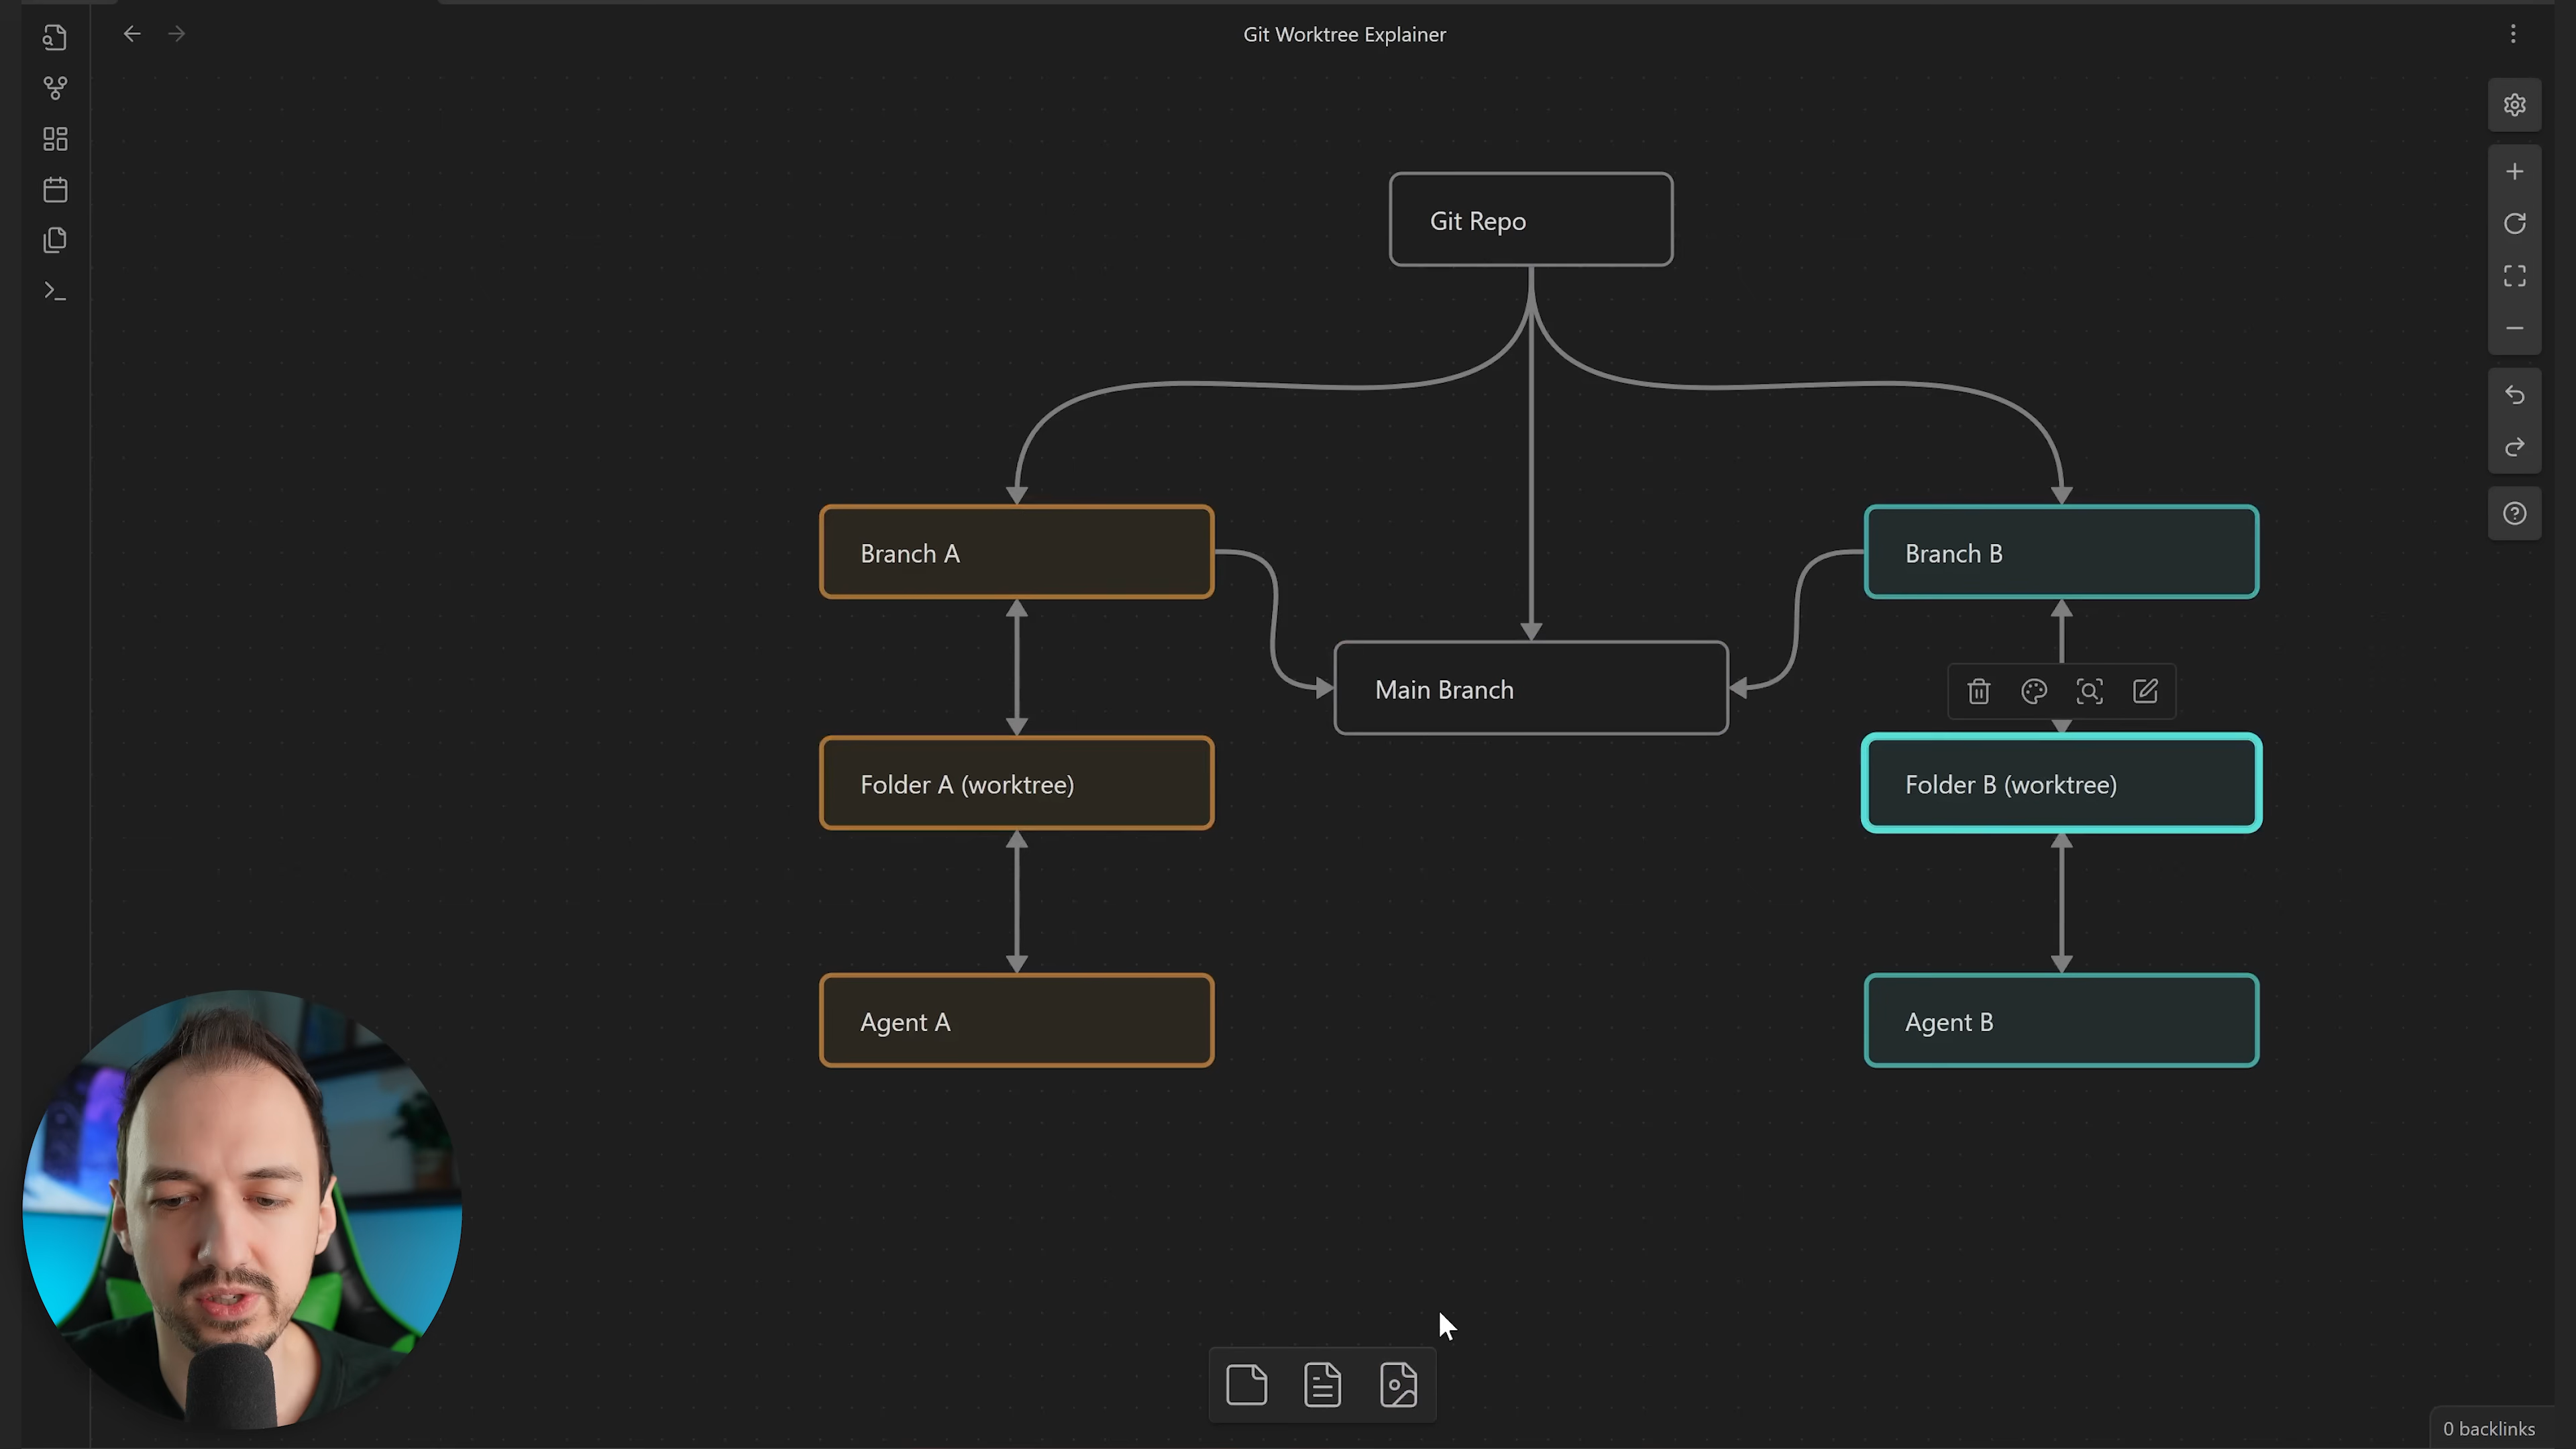 Git Worktree Explainer
Git Repo
Branch A
Branch B
Main Branch
Folder A (worktree)
Folder B (worktree)
Agent A
Agent B
0 backlinks